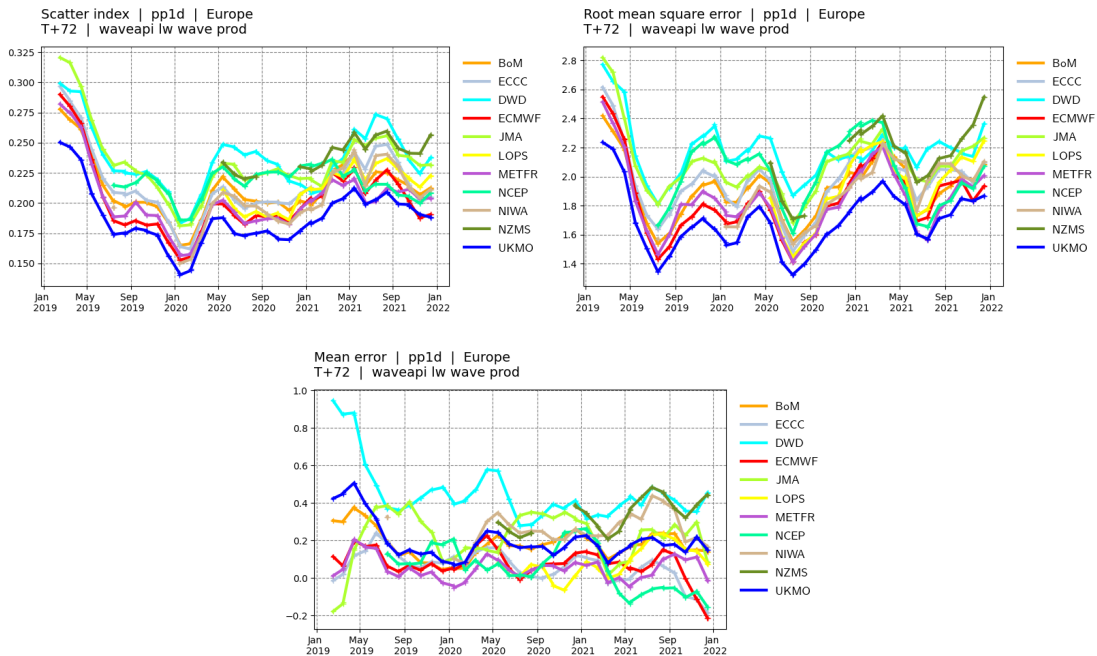 Scatter index | pp1d | Europe
T+72 | waveapi lw wave prod
0.325
0.300
0.275
0.250
0.225
0.200
0.175
0.150
Jan 2019
May 2019
Sep 2019
Jan 2020
May 2020
Sep 2020
Jan 2021
May 2021
Sep 2021
Jan 2022
BoM
ECCC
DWD
ECMWF
JMA
LOPS
METFR
NCEP
NIWA
NZMS
UKMO
Root mean square error | pp1d | Europe
T+72 | waveapi lw wave prod
2.8
2.6
2.4
2.2
2.0
1.8
1.6
1.4
Jan 2019
May 2019
Sep 2019
Jan 2020
May 2020
Sep 2020
Jan 2021
May 2021
Sep 2021
Jan 2022
BoM
ECCC
DWD
ECMWF
JMA
LOPS
METFR
NCEP
NIWA
NZMS
UKMO
Mean error | pp1d | Europe
T+72 | waveapi lw wave prod
1.0
0.8
0.6
0.4
0.2
0.0
−0.2
Jan 2019
May 2019
Sep 2019
Jan 2020
May 2020
Sep 2020
Jan 2021
May 2021
Sep 2021
Jan 2022
BoM
ECCC
DWD
ECMWF
JMA
LOPS
METFR
NCEP
NIWA
NZMS
UKMO